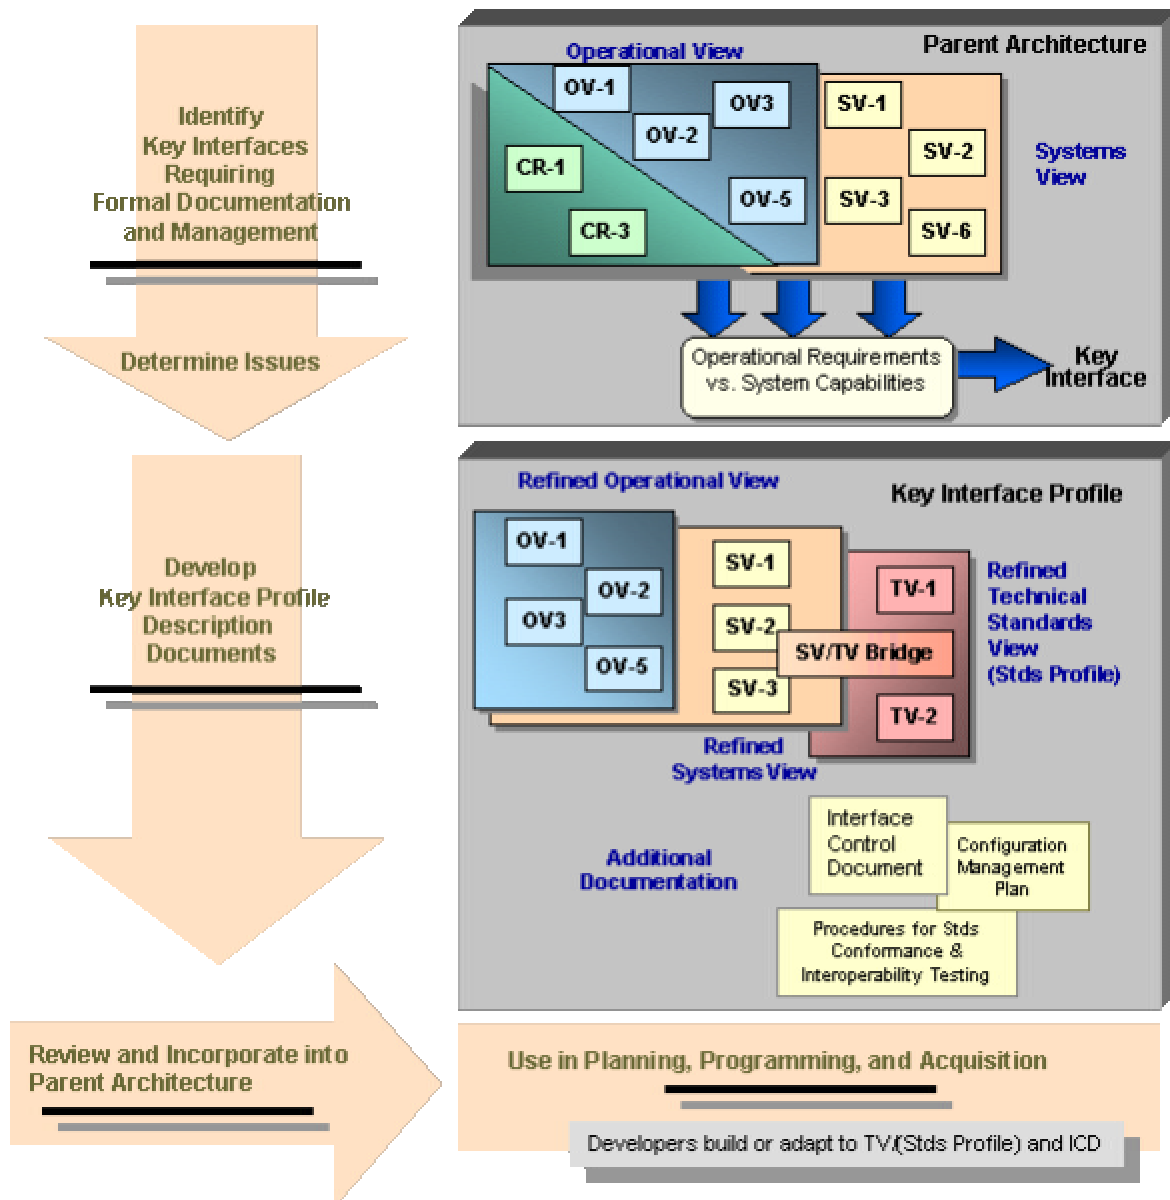 Identify
Key Interfaces
Requiring
Formal Documentation
and Management
Determine Issues
Parent Architecture
Operational View
OV-1
OV3
OV-2
OV-5
CR-1
CR-3
SV-1
SV-2
SV-3
SV-6
Systems
View
Operational Requirements
vs. System Capabilities
Key
Interface
Develop
Key Interface Profile
Description
Documents
Refined Operational View
Key Interface Profile
OV-1
OV-2
OV3
OV-5
SV-1
SV-2
SV-3
SV/TV Bridge
TV-1
TV-2
Refined
Technical
Standards
View
(Stds Profile)
Refined
Systems View
Additional
Documentation
Interface
Control
Document
Configuration
Management
Plan
Procedures for Stds
Conformance &
Interoperability Testing
Review and Incorporate into
Parent Architecture
Use in Planning, Programming, and Acquisition
Developers build or adapt to TV/(Stds Profile) and ICD